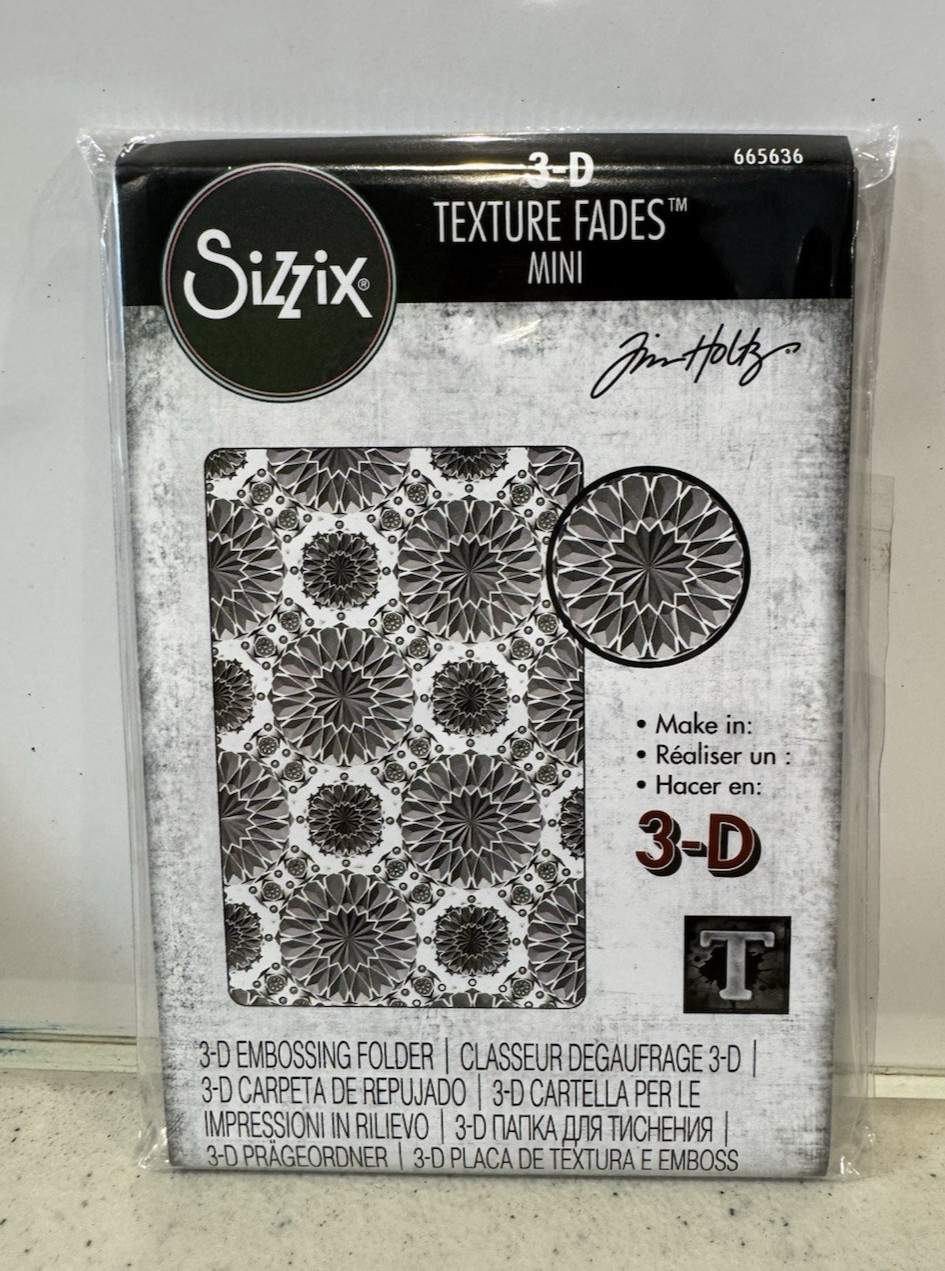 3-D
665636
TEXTURE FADES™
MINI
Sizzix®
Tim Holtz®
• Make in:
• Réaliser un :
• Hacer en:
3-D
T
3-D EMBOSSING FOLDER | CLASSEUR DEGAUFRAGE 3-D |
3-D CARPETA DE REPUJADO | 3-D CARTELLA PER LE
IMPRESSIONI IN RILIEVO | 3-D ПАПКА ДЛЯ ТИСНЕНИЯ |
3-D PRÄGEORDNER | 3-D PLACA DE TEXTURA E EMBOSS